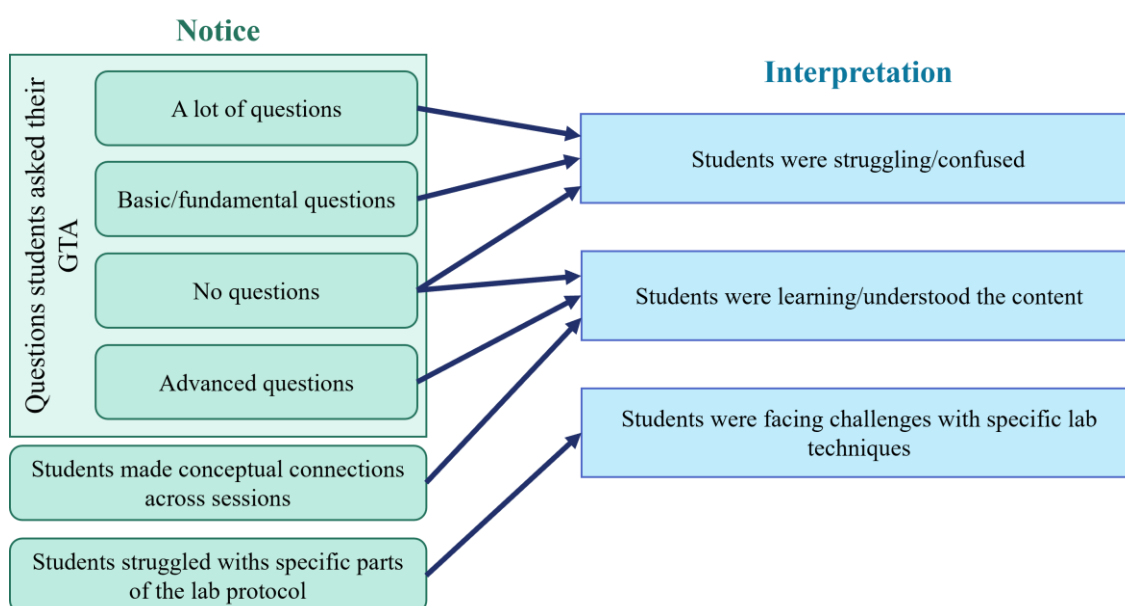 Notice
Interpretation
Questions students asked their
GTA
A lot of questions
Basic/fundamental questions
No questions
Advanced questions
Students made conceptual connections
across sessions
Students struggled withs specific parts
of the lab protocol
Students were struggling/confused
Students were learning/understood the content
Students were facing challenges with specific lab
techniques